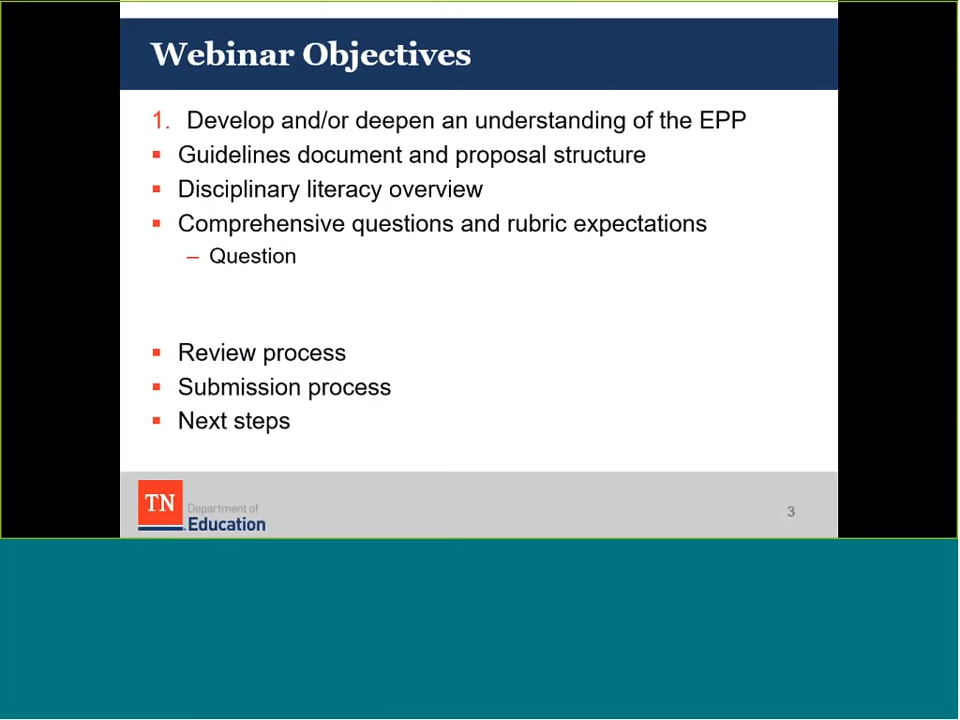 Webinar Objectives
1. Develop and/or deepen an understanding of the EPP
▪ Guidelines document and proposal structure
▪ Disciplinary literacy overview
▪ Comprehensive questions and rubric expectations
– Question
▪ Review process
▪ Submission process
▪ Next steps
TN
Department of
Education
3